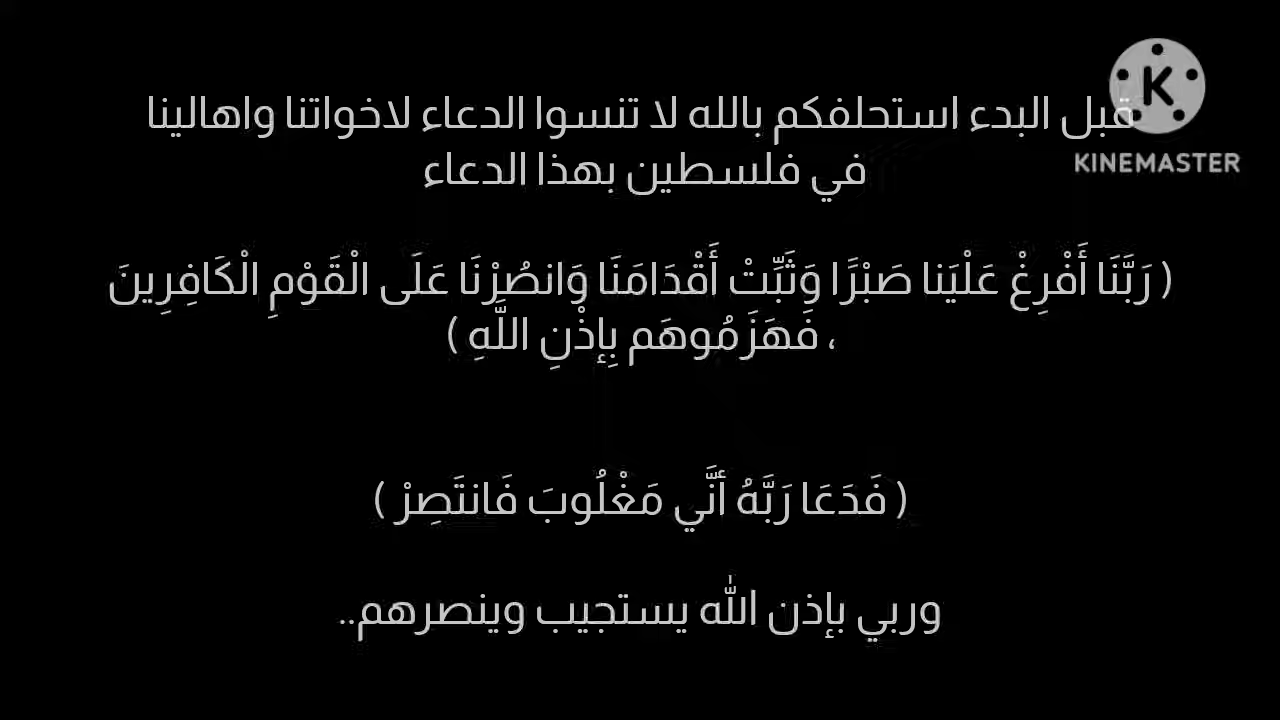 قبل البدء استحلفكم بالله لا تنسوا الدعاء لاخواتنا واهالينا
في فلسطين بهذا الدعاء
( رَبَّنَا أَفْرِغْ عَلْيَنا صَبْرًا وَثَبِّتْ أَقْدَامَنَا وَانصُرْنَا عَلَى الْقَوْمِ الْكَافِرِينَ
، فَهَزَمُوهَم بِإِذْنِ اللَّهِ )
( فَدَعَا رَبَّهُ أَنَّي مَغْلُوبَ فَانتَصِرْ )
وربي بإذن الله يستجيب وينصرهم..
K
KINEMASTER